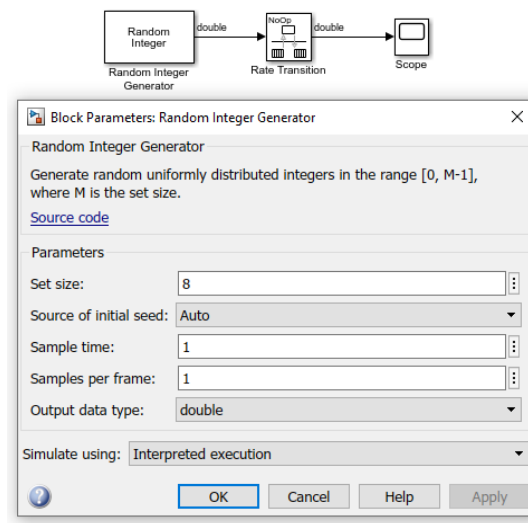 Random
Integer
double
NoOp
double
Random Integer
Generator
Rate Transition
Scope
Block Parameters: Random Integer Generator
Random Integer Generator
Generate random uniformly distributed integers in the range [0, M-1],
where M is the set size.
Source code
Parameters
Set size: 8
Source of initial seed: Auto
Sample time: 1
Samples per frame: 1
Output data type: double
Simulate using: Interpreted execution
? OK Cancel Help Apply